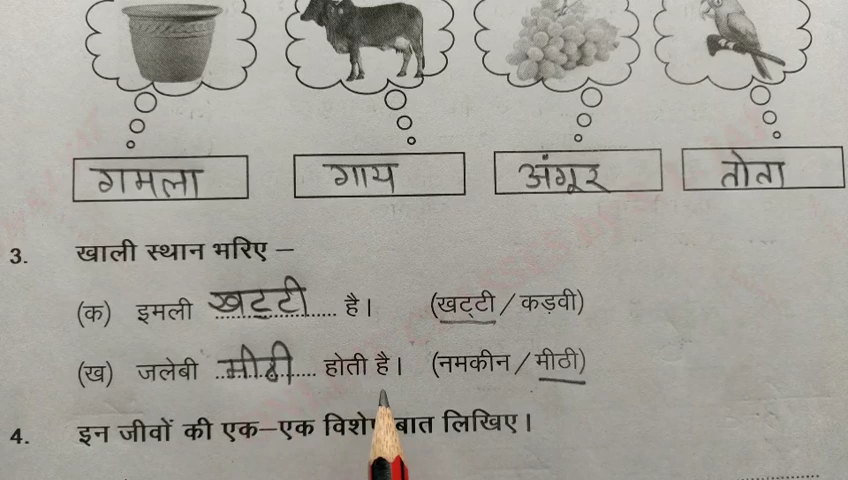 गमला गाय अंगूर तोता
3. खाली स्थान भरिए –
(क) इमली खट्टी है। (खट्टी / कड़वी)
(ख) जलेबी मीठी होती है। (नमकीन / मीठी)
4. इन जीवों की एक–एक बात लिखिए।